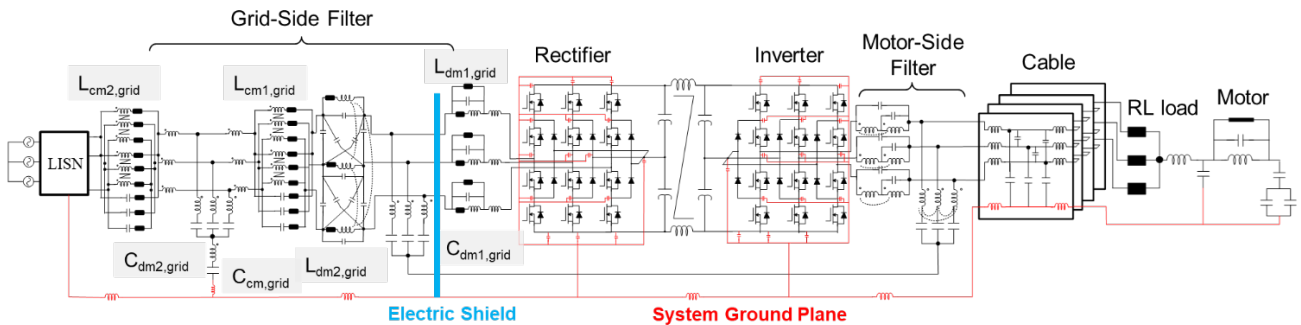 Grid-Side Filter
Rectifier
Inverter
Motor-Side
Filter
Cable
RL load
Motor
Lcm2,grid
Lcm1,grid
Ldm1,grid
LISN
Cdm2,grid
Ccm,grid
Ldm2,grid
Cdm1,grid
Electric Shield
System Ground Plane